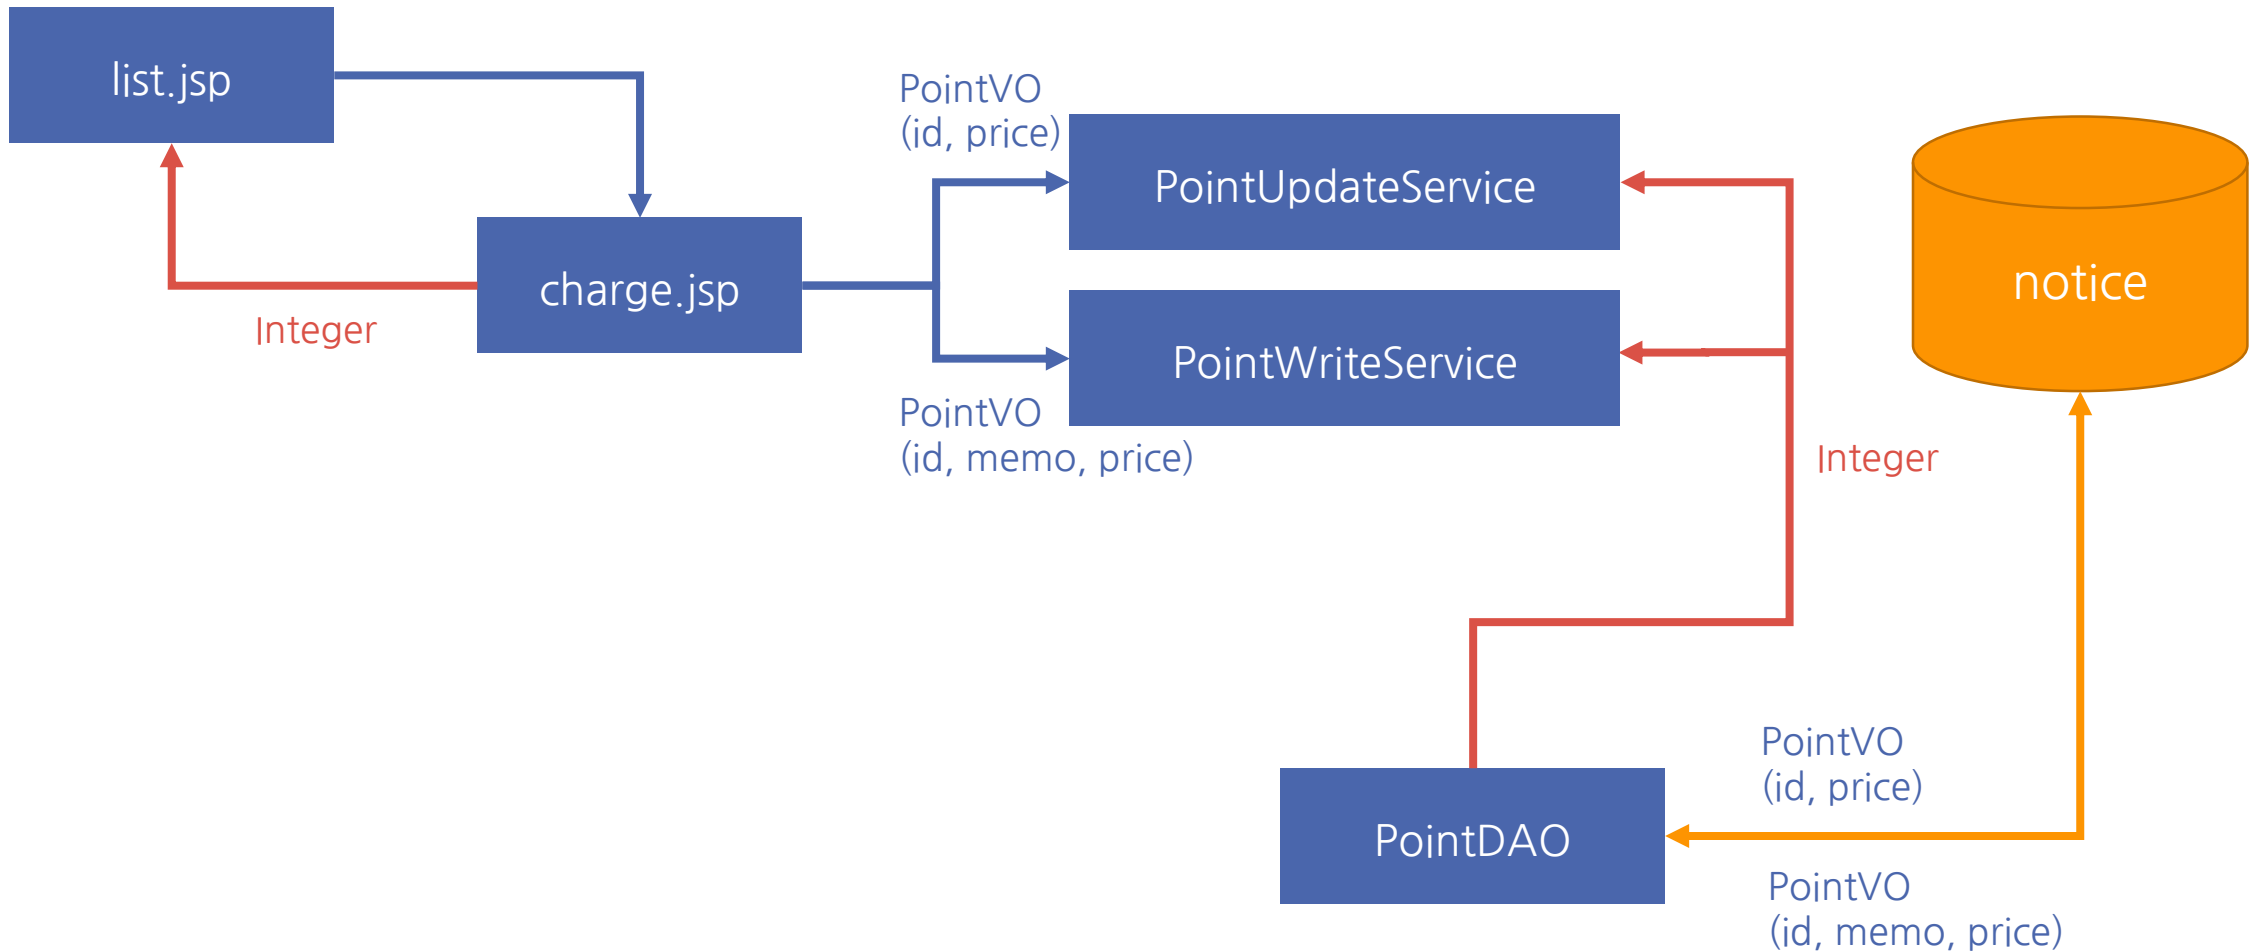 list.jsp
PointVO
(id, price)
PointUpdateService
notice
charge.jsp
Integer
PointWriteService
PointVO
(id, memo, price)
Integer
PointVO
(id, price)
PointDAO
PointVO
(id, memo, price)